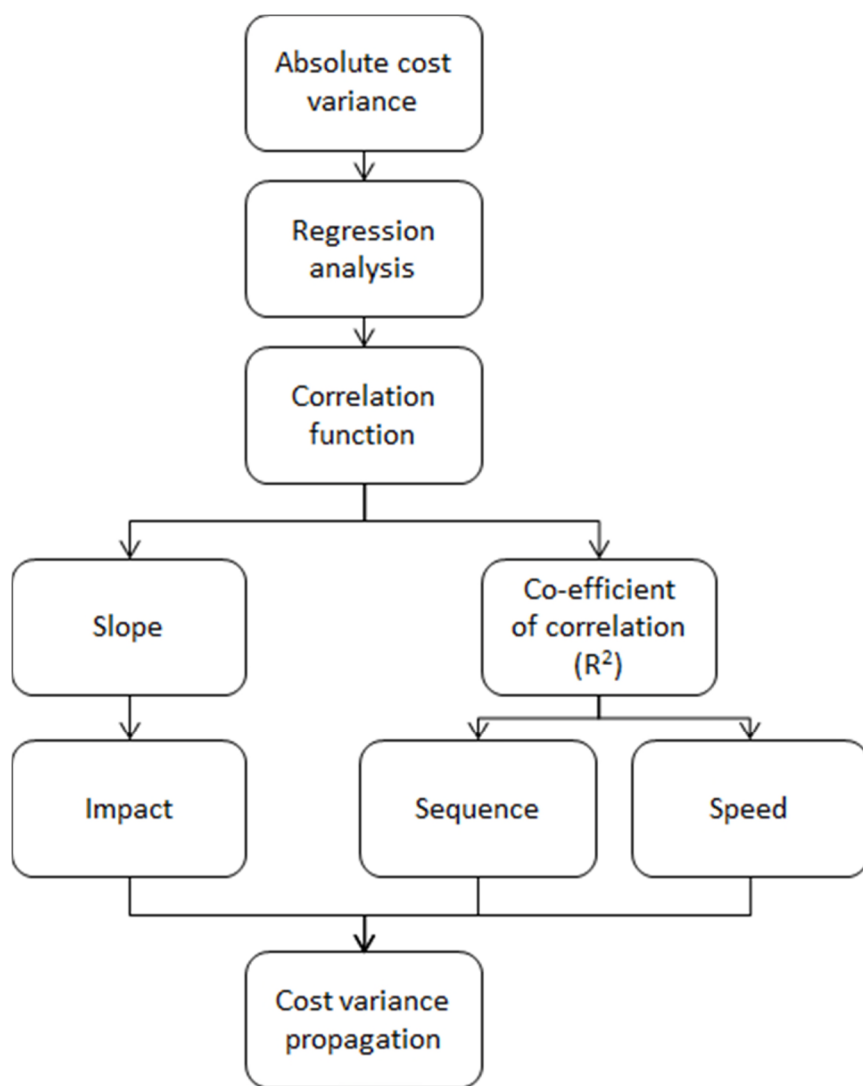 Absolute cost
variance
Regression
analysis
Correlation
function
Slope
Co-efficient
of correlation
(R²)
Impact
Sequence
Speed
Cost variance
propagation